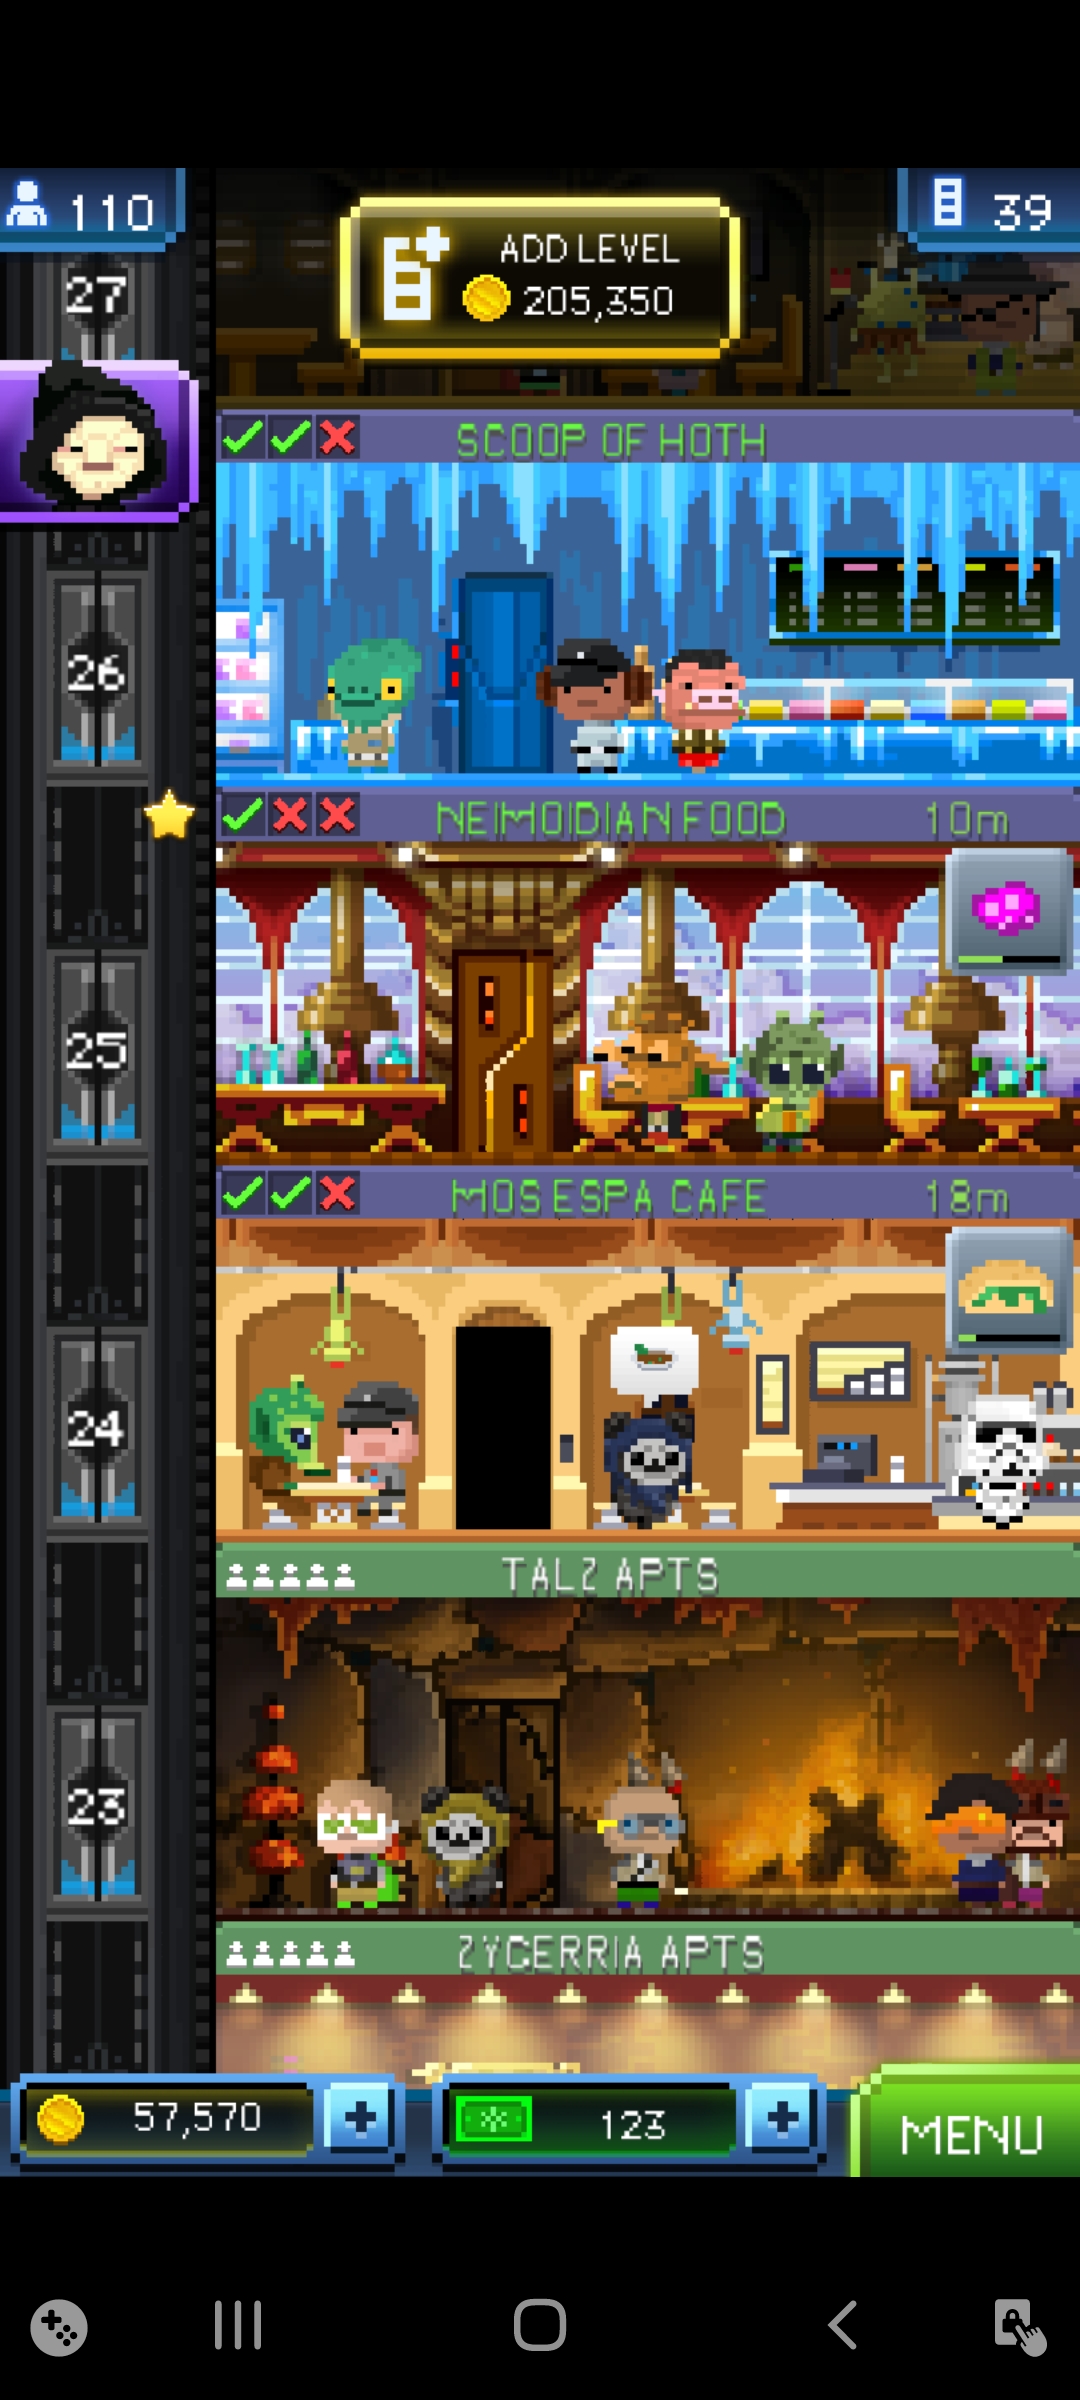 110
ADD LEVEL
205,350
39
27
SCOOP OF HOTH
26
NEIMOIDIAN FOOD 10m
25
MOS ESPA CAFE 18m
24
TALZ APTS
23
ZYGERRIA APTS
57,570
123
MENU